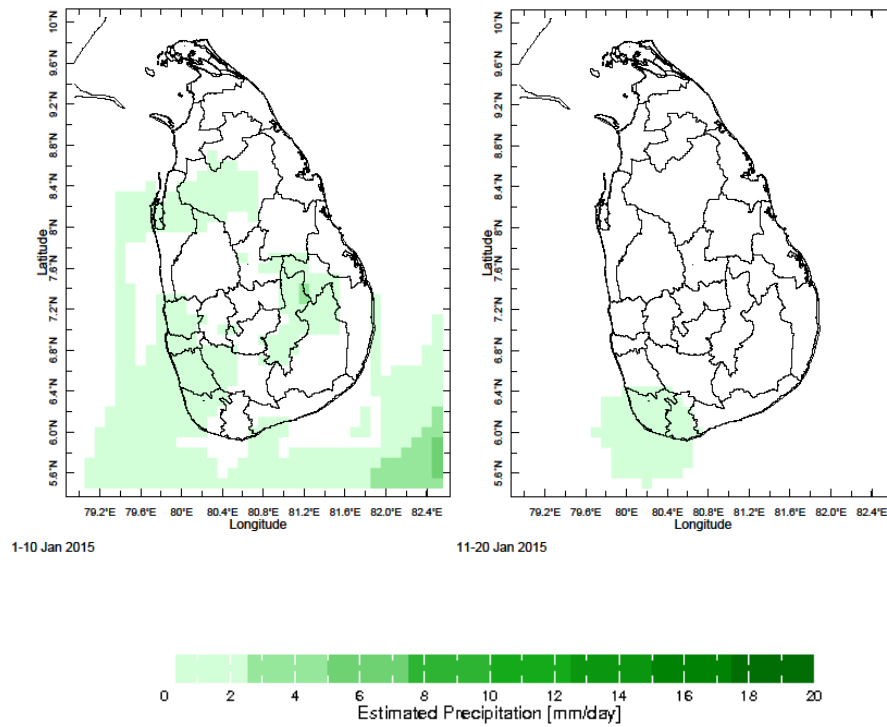 10°N
9.6°N
9.2°N
8.8°N
8.4°N
8°N
7.6°N
7.2°N
6.8°N
6.4°N
6.0°N
5.6°N
Latitude
79.2°E 79.6°E 80°E 80.4°E 80.8°E 81.2°E 81.6°E 82.0°E 82.4°E
Longitude
1-10 Jan 2015
10°N
9.6°N
9.2°N
8.8°N
8.4°N
8°N
7.6°N
7.2°N
6.8°N
6.4°N
6.0°N
5.6°N
Latitude
79.2°E 79.6°E 80°E 80.4°E 80.8°E 81.2°E 81.6°E 82.0°E 82.4°E
Longitude
11-20 Jan 2015
0 2 4 6 8 10 12 14 16 18 20
Estimated Precipitation [mm/day]